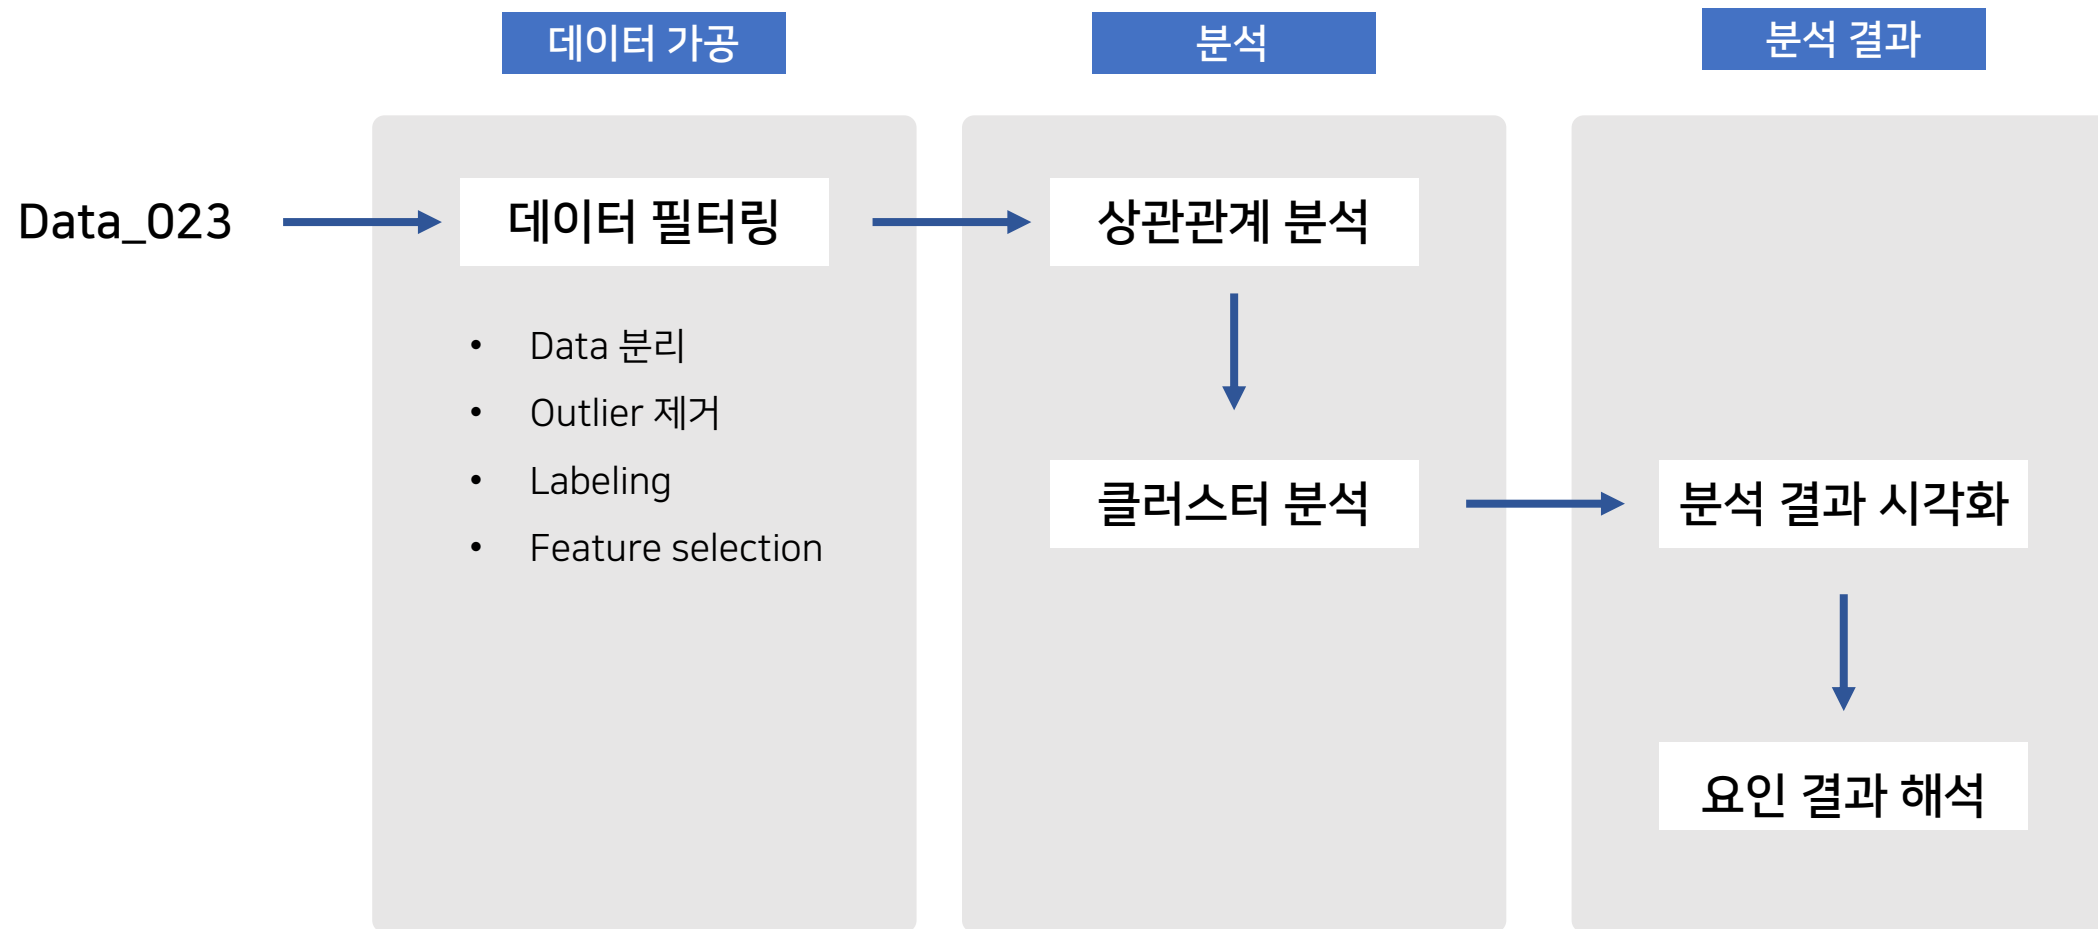 데이터 가공
분석
분석 결과
Data_023
데이터 필터링
• Data 분리
• Outlier 제거
• Labeling
• Feature selection
상관관계 분석
클러스터 분석
분석 결과 시각화
요인 결과 해석